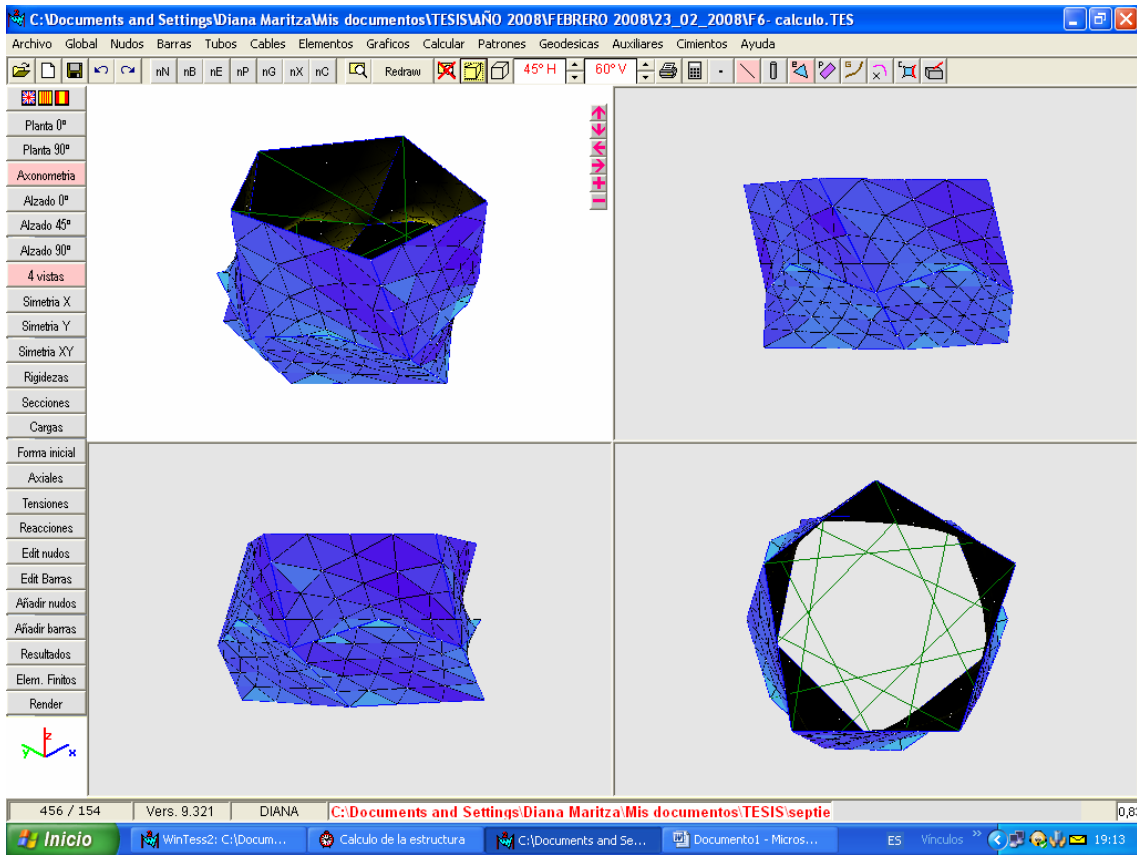 C:\Documents and Settings\Diana Maritza\Mis documentos\TESIS\AÑO 2008\FEBRERO 2008\23_02_2008\F6- calculo.TES
Archivo Global Nudos Barras Tubos Cables Elementos Graficos Calcular Patrones Geodesicas Auxiliares Cimientos Ayuda
nN nB nE nP nG nX nC Redraw 45º H 60º V
Planta 0º
Planta 90º
Axonometria
Alzado 0º
Alzado 45º
Alzado 90º
4 vistas
Simetria X
Simetria Y
Simetria XY
Rigidezas
Secciones
Cargas
Forma inicial
Axiales
Tensiones
Reacciones
Edit nudos
Edit Barras
Añadir nudos
Añadir barras
Resultados
Elem. Finitos
Render
z
y x
456 / 154 Vers. 9.321 DIANA C:\Documents and Settings\Diana Maritza\Mis documentos\TESIS\septie 0,83
Inicio WinTess2: C:\Docum... Calculo de la estructura C:\Documents and Se... Documento1 - Micros... ES Vínculos » 19:13